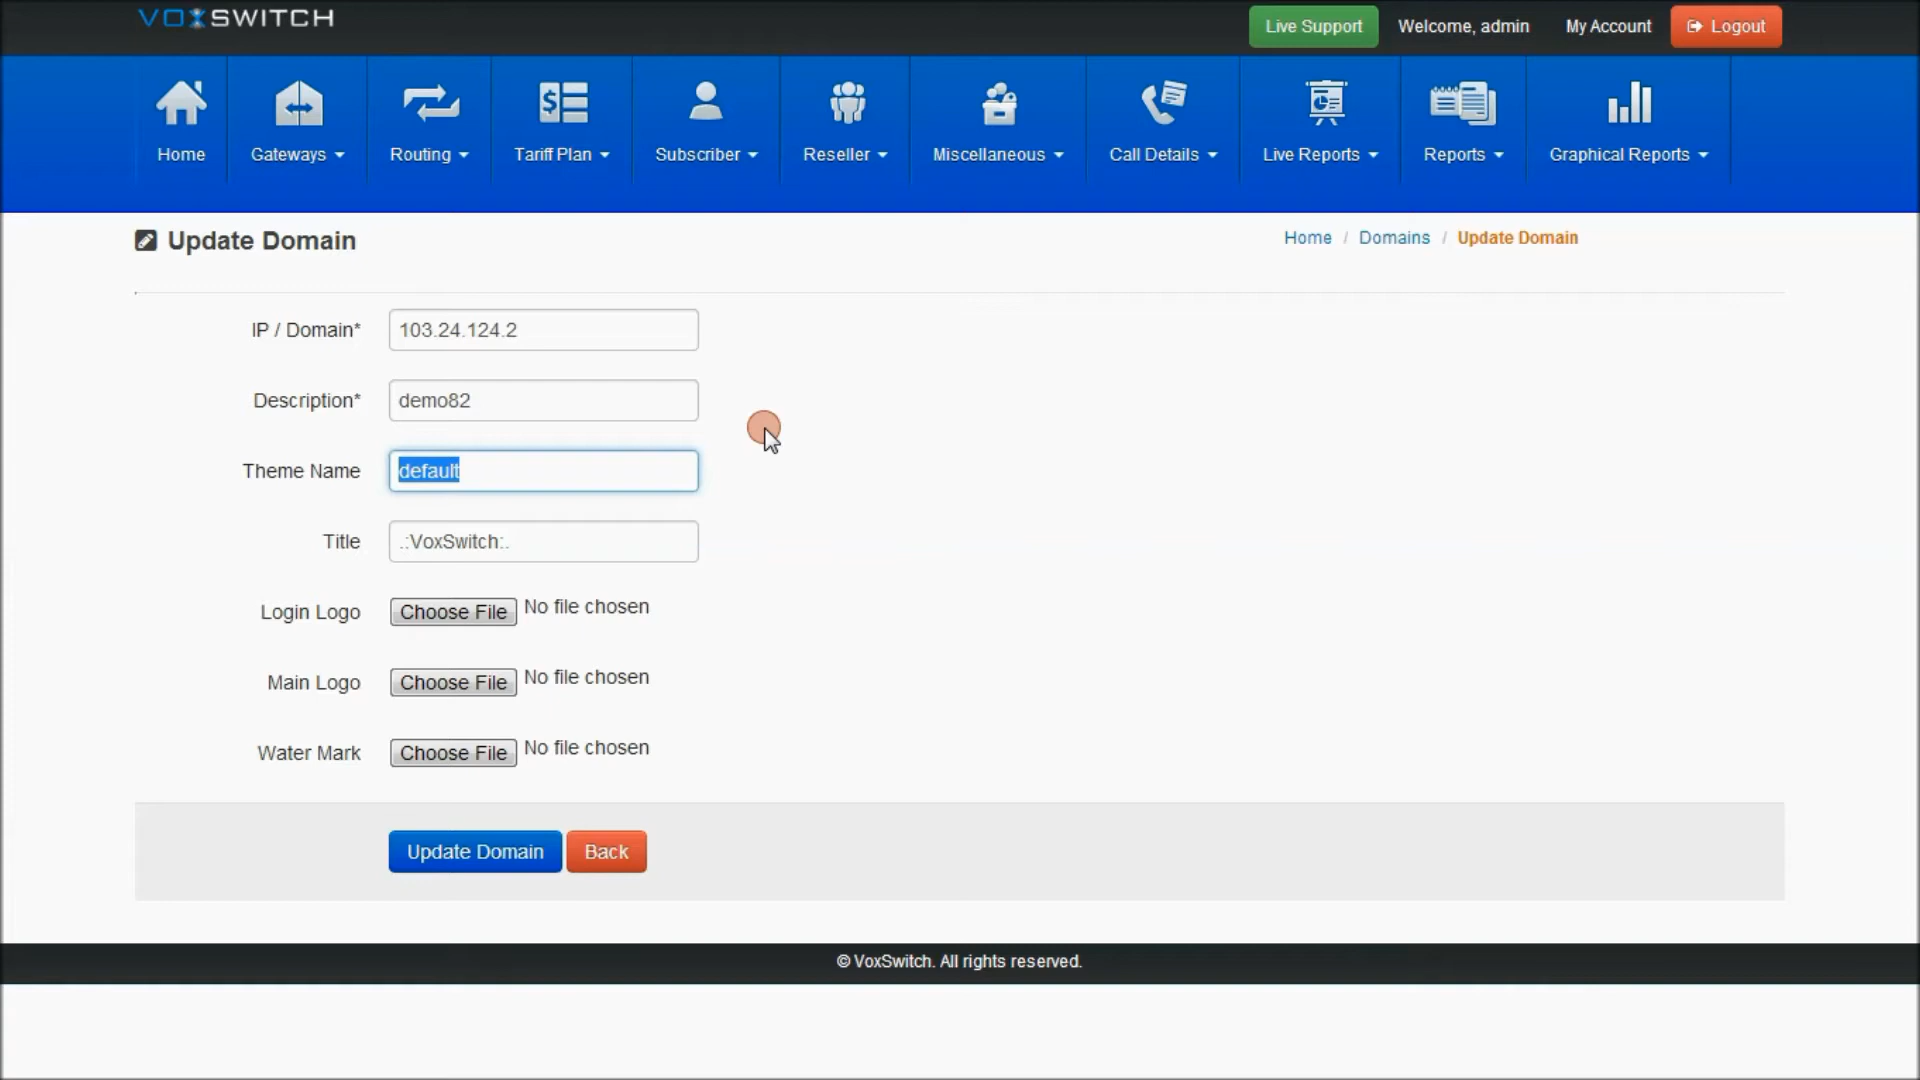 VOXSWITCH
Live Support
Welcome, admin
My Account
Logout
Home
Gateways
Routing
Tariff Plan
Subscriber
Reseller
Miscellaneous
Call Details
Live Reports
Reports
Graphical Reports
Update Domain
Home / Domains / Update Domain
IP / Domain* 103.24.124.2
Description* demo82
Theme Name default
Title .:VoxSwitch:.
Login Logo Choose File No file chosen
Main Logo Choose File No file chosen
Water Mark Choose File No file chosen
Update Domain Back
© VoxSwitch. All rights reserved.